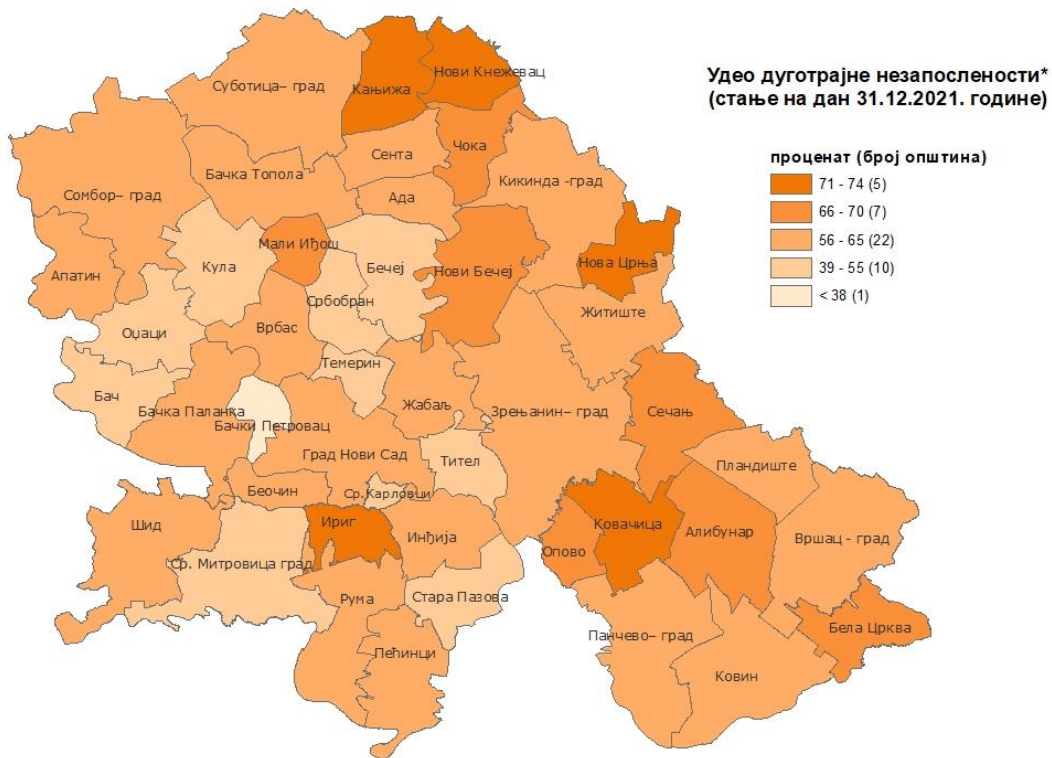 Удео дуготрајне незапослености*
(стање на дан 31.12.2021. године)
проценат (број општина)
71 - 74 (5)
66 - 70 (7)
56 - 65 (22)
39 - 55 (10)
< 38 (1)
Суботица– град
Кањижа
Нови Кнежевац
Сента
Чока
Бачка Топола
Ада
Кикинда -град
Сомбор– град
Мали Иђош
Бечеј
Нови Бечеј
Нова Црња
Апатин
Кула
Србобран
Житиште
Оџаци
Врбас
Темерин
Бач
Бачка Паланка
Жабаљ
Зрењанин– град
Сечањ
Бачки Петровац
Град Нови Сад
Тител
Пландиште
Беочин
Ср.Карловци
Шид
Ириг
Инђија
Ковачица
Алибунар
Вршац - град
Опово
Ср. Митровица град
Рума
Стара Пазова
Бела Црква
Панчево– град
Пећинци
Ковин